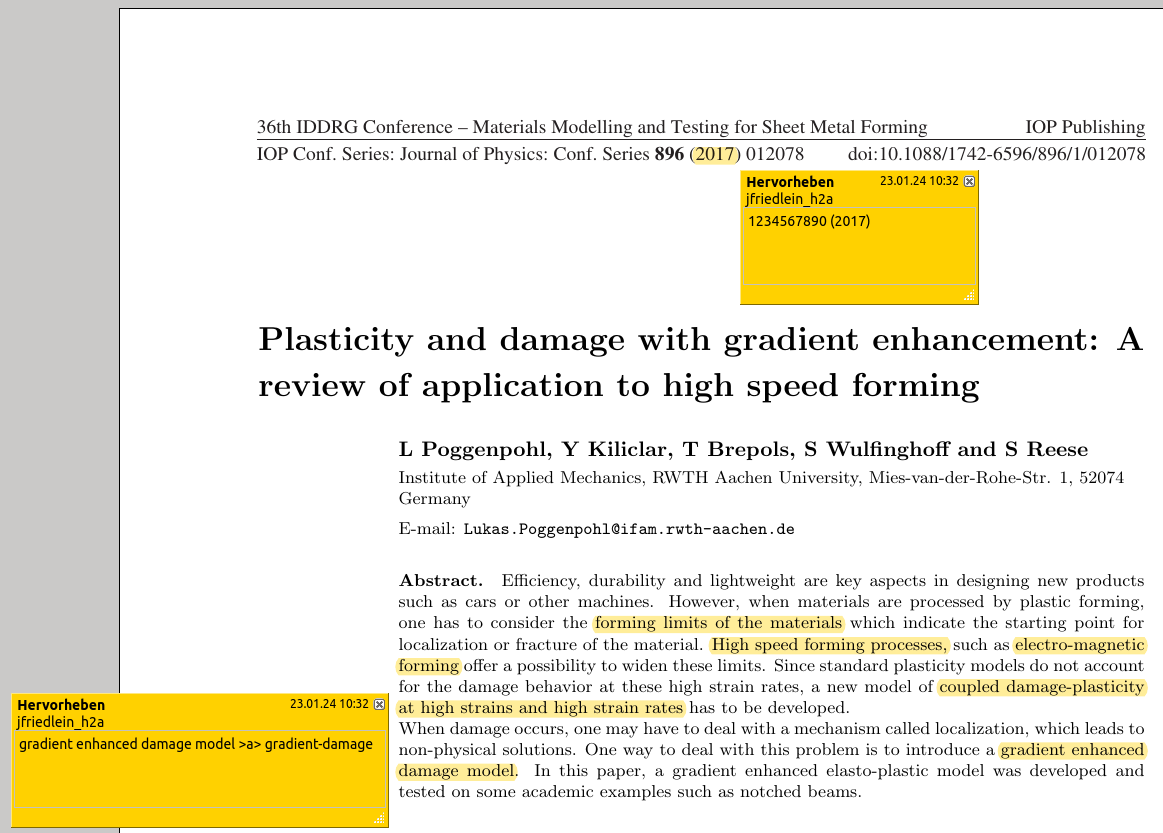 36th IDDRG Conference – Materials Modelling and Testing for Sheet Metal Forming IOP Publishing
IOP Conf. Series: Journal of Physics: Conf. Series 896 (2017) 012078 doi:10.1088/1742-6596/896/1/012078
Hervorheben 23.01.24 10:32
jfriedlein_h2a
1234567890 (2017)
Plasticity and damage with gradient enhancement: A
review of application to high speed forming
L Poggenpohl, Y Kiliclar, T Brepols, S Wulfinghoff and S Reese
Institute of Applied Mechanics, RWTH Aachen University, Mies-van-der-Rohe-Str. 1, 52074
Germany
E-mail: Lukas.Poggenpohl@ifam.rwth-aachen.de
Abstract. Efficiency, durability and lightweight are key aspects in designing new products
such as cars or other machines. However, when materials are processed by plastic forming,
one has to consider the forming limits of the materials which indicate the starting point for
localization or fracture of the material. High speed forming processes, such as electro-magnetic
forming offer a possibility to widen these limits. Since standard plasticity models do not account
for the damage behavior at these high strain rates, a new model of coupled damage-plasticity
at high strains and high strain rates has to be developed.
When damage occurs, one may have to deal with a mechanism called localization, which leads to
non-physical solutions. One way to deal with this problem is to introduce a gradient enhanced
damage model. In this paper, a gradient enhanced elasto-plastic model was developed and
tested on some academic examples such as notched beams.
Hervorheben 23.01.24 10:32
jfriedlein_h2a
gradient enhanced damage model >a> gradient-damage